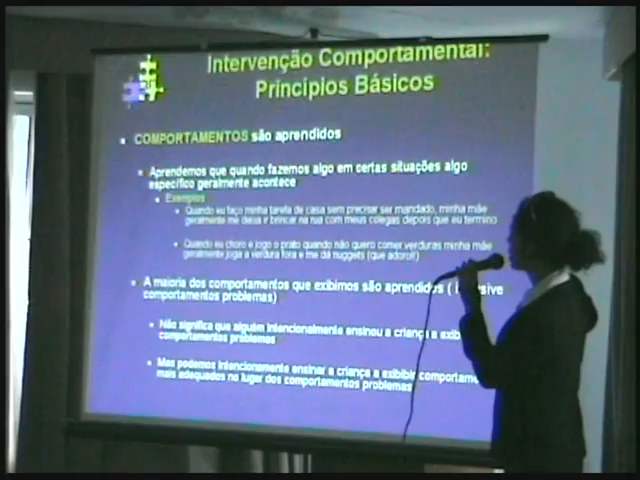 Intervenção Comportamental:
Princípios Básicos
COMPORTAMENTOS são aprendidos
Aprendemos que quando fazemos algo em certas situações algo
específico geralmente acontece
Exemplos
Quando eu faço minha tarefa de casa sem precisar ser mandado, minha mãe
geralmente me deixa ir brincar na rua com meus colegas depois que eu termino
Quando eu choro e jogo o prato quando não quero comer verduras minha mãe
geralmente joga a verdura fora e me dá nuggets (que adoro!!)
A maioria dos comportamentos que exibimos são aprendidos (
comportamentos problemas)
Não significa que alguém intencionalmente ensinou a criança a
comportamentos problemas
Mas podemos intencionalmente ensinar a criança a exibir
mais adequados no lugar dos comportamentos problemas